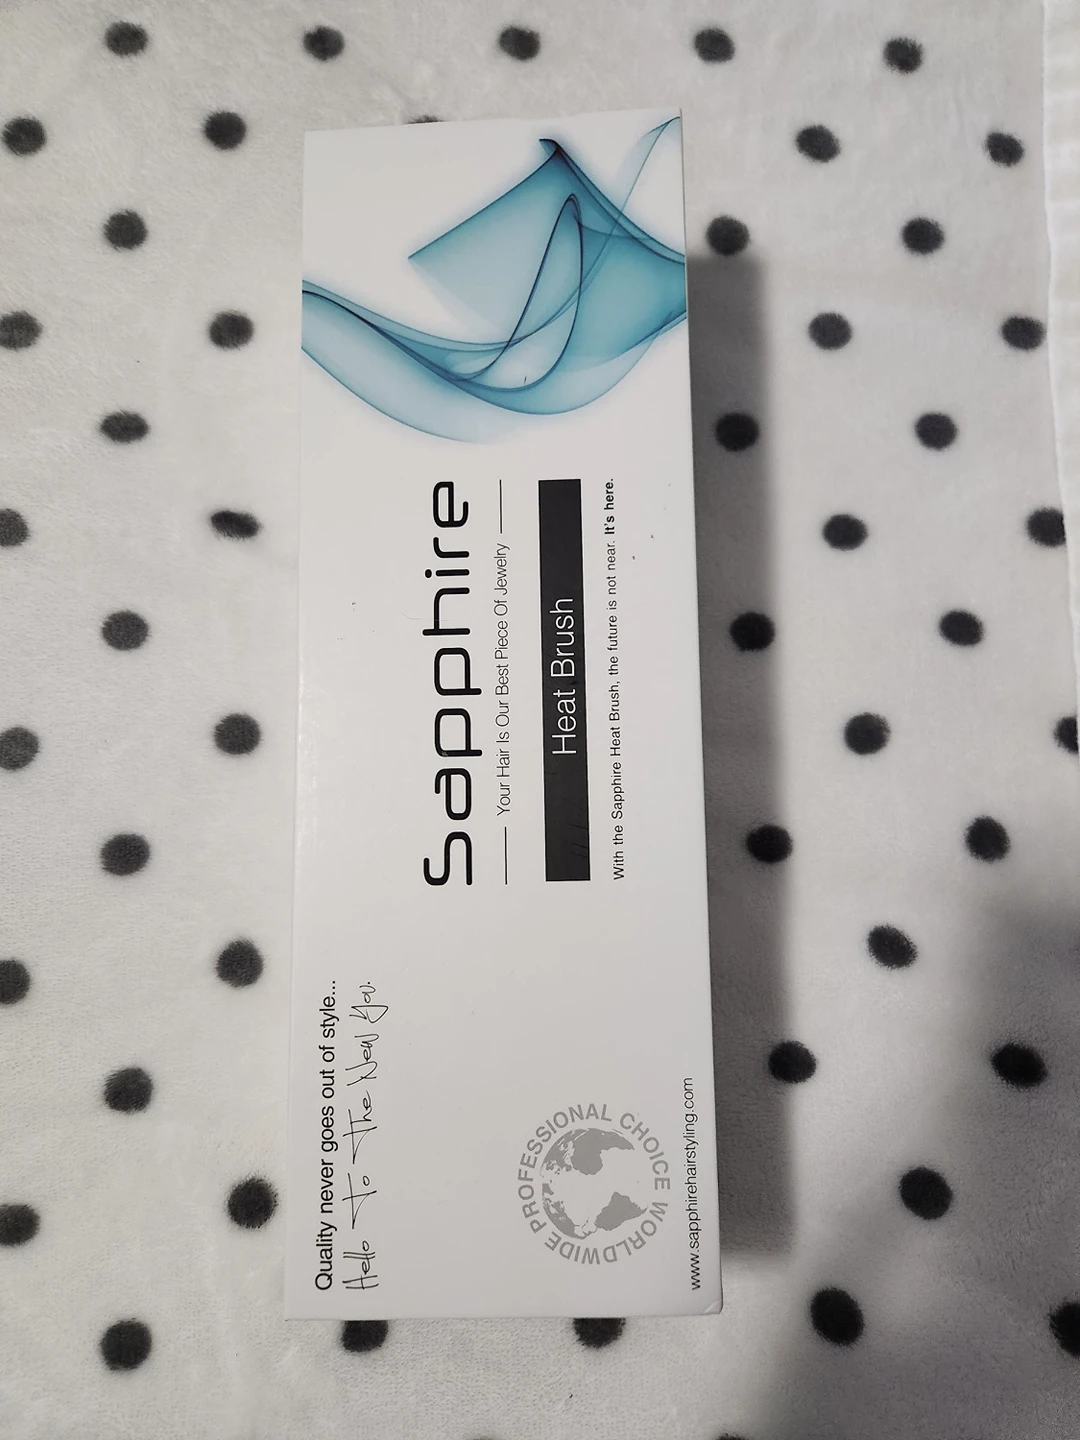 Quality never goes out of style...
Hello To The New You.
Sapphire
Your Hair Is Our Best Piece Of Jewelry
Heat Brush
With the Sapphire Heat Brush, the future is not near. It's here.
PROFESSIONAL CHOICE WORLDWIDE
www.sapphirehairstyling.com